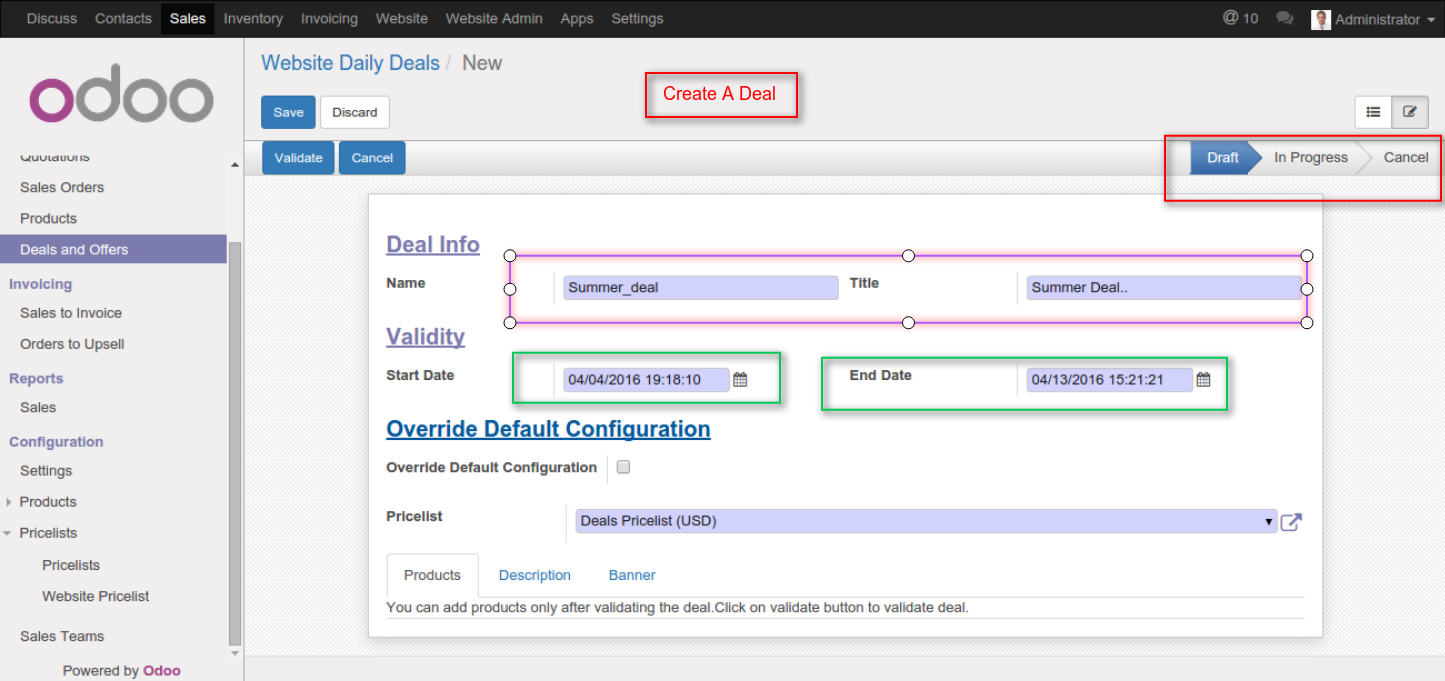 Discuss Contacts Sales Inventory Invoicing Website Website Admin Apps Settings @ 10 Administrator
odoo
Quotations
Sales Orders
Products
Deals and Offers
Invoicing
Sales to Invoice
Orders to Upsell
Reports
Sales
Configuration
Settings
Products
Pricelists
Pricelists
Website Pricelist
Sales Teams
Powered by Odoo
Website Daily Deals / New
Create A Deal
Save Discard
Validate Cancel Draft In Progress Cancel
Deal Info
Name Summer_deal Title Summer Deal..
Validity
Start Date 04/04/2016 19:18:10 End Date 04/13/2016 15:21:21
Override Default Configuration
Override Default Configuration
Pricelist Deals Pricelist (USD)
Products Description Banner
You can add products only after validating the deal.Click on validate button to validate deal.